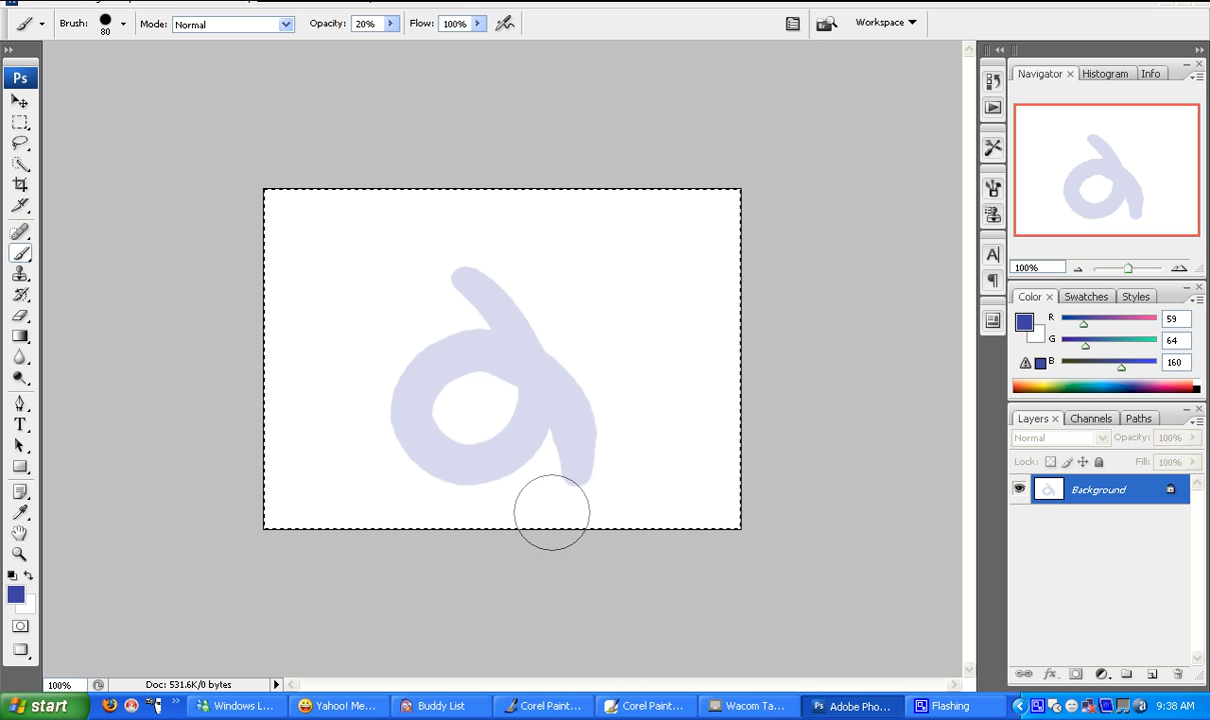 Brush: 80 Mode: Normal Opacity: 20% Flow: 100% Workspace
Ps
Navigator Histogram Info
100%
Color Swatches Styles
R 59
G 64
B 160
Layers Channels Paths
Normal Opacity: 100%
Lock: Fill: 100%
Background
100% Doc: 531.6K/0 bytes
start Windows L... Yahoo! Me... Buddy List Corel Paint... Corel Paint... Wacom Ta... Ps Adobe Pho... Flashing 9:38 AM